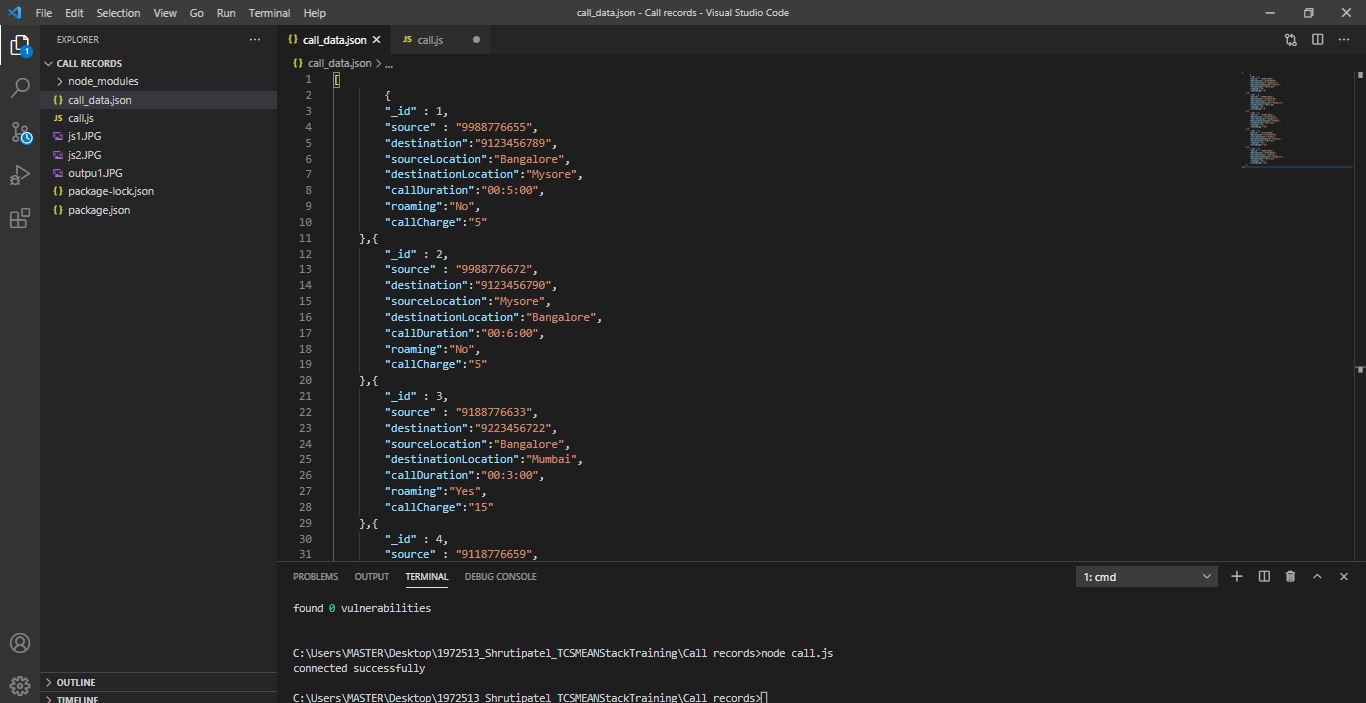 File Edit Selection View Go Run Terminal Help
call_data.json - Call records - Visual Studio Code
EXPLORER
CALL RECORDS
node_modules
{} call_data.json
JS call.js
js1.JPG
js2.JPG
outpu1.JPG
{} package-lock.json
{} package.json
OUTLINE
TIMELINE
1
{} call_data.json
JS call.js
{} call_data.json > ...
1 [
2 {
3 "_id" : 1,
4 "source" : "9988776655",
5 "destination":"9123456789",
6 "sourceLocation":"Bangalore",
7 "destinationLocation":"Mysore",
8 "callDuration":"00:5:00",
9 "roaming":"No",
10 "callCharge":"5"
11 },{
12 "_id" : 2,
13 "source" : "9988776672",
14 "destination":"9123456790",
15 "sourceLocation":"Mysore",
16 "destinationLocation":"Bangalore",
17 "callDuration":"00:6:00",
18 "roaming":"No",
19 "callCharge":"5"
20 },{
21 "_id" : 3,
22 "source" : "9188776633",
23 "destination":"9223456722",
24 "sourceLocation":"Bangalore",
25 "destinationLocation":"Mumbai",
26 "callDuration":"00:3:00",
27 "roaming":"Yes",
28 "callCharge":"15"
29 },{
30 "_id" : 4,
31 "source" : "9118776659",
PROBLEMS OUTPUT TERMINAL DEBUG CONSOLE
1: cmd
found 0 vulnerabilities
C:\Users\MASTER\Desktop\1972513_Shrutipatel_TCSMEANStackTraining\Call records>node call.js
connected successfully
C:\Users\MASTER\Desktop\1972513_Shrutipatel_TCSMEANStackTraining\Call records>